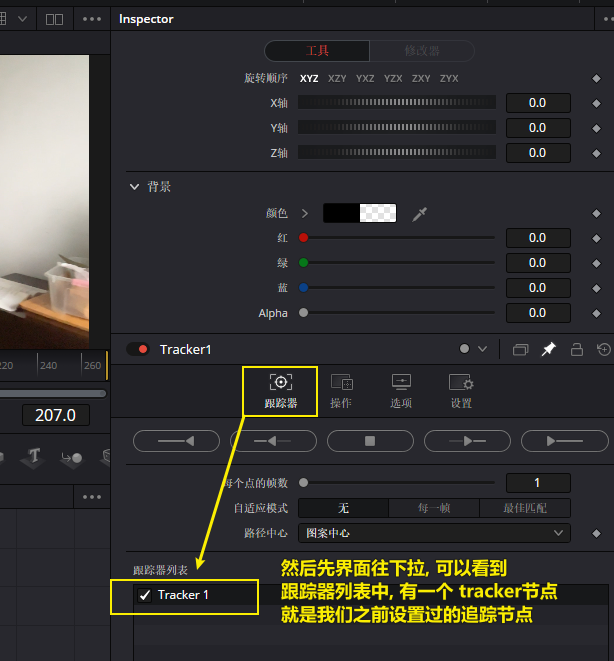 Inspector
工具
修改器
旋转顺序 XYZ XZY YXZ YZX ZXY ZYX
X轴 0.0
Y轴 0.0
Z轴 0.0
背景
颜色
红 0.0
绿 0.0
蓝 0.0
Alpha 0.0
Tracker1
220 240 260
207.0
跟踪器 操作 选项 设置
每个点的帧数 1
自适应模式 无 每一帧 最佳匹配
路径中心 图案中心
跟踪器列表
Tracker 1
然后先界面往下拉, 可以看到
跟踪器列表中, 有一个 tracker节点
就是我们之前设置过的追踪节点